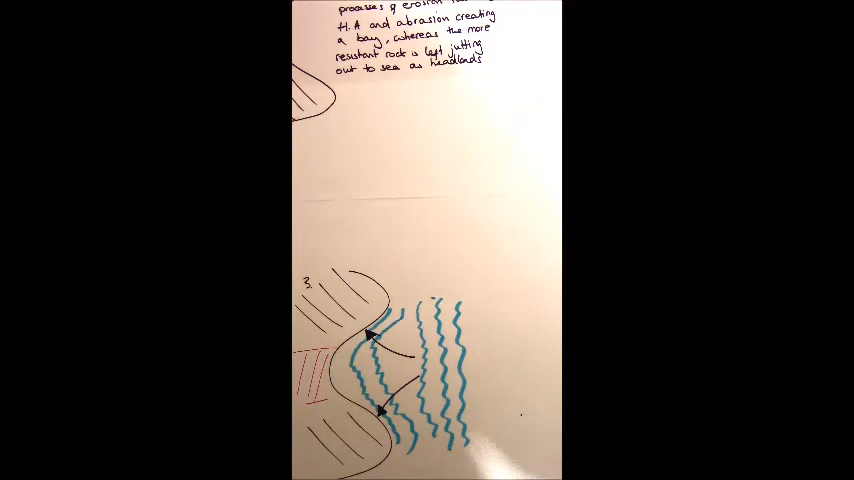 processes of erosion
H.A and abrasion creating
a bay, whereas the more
resistant rock is left jutting
out to sea as headlands
3.